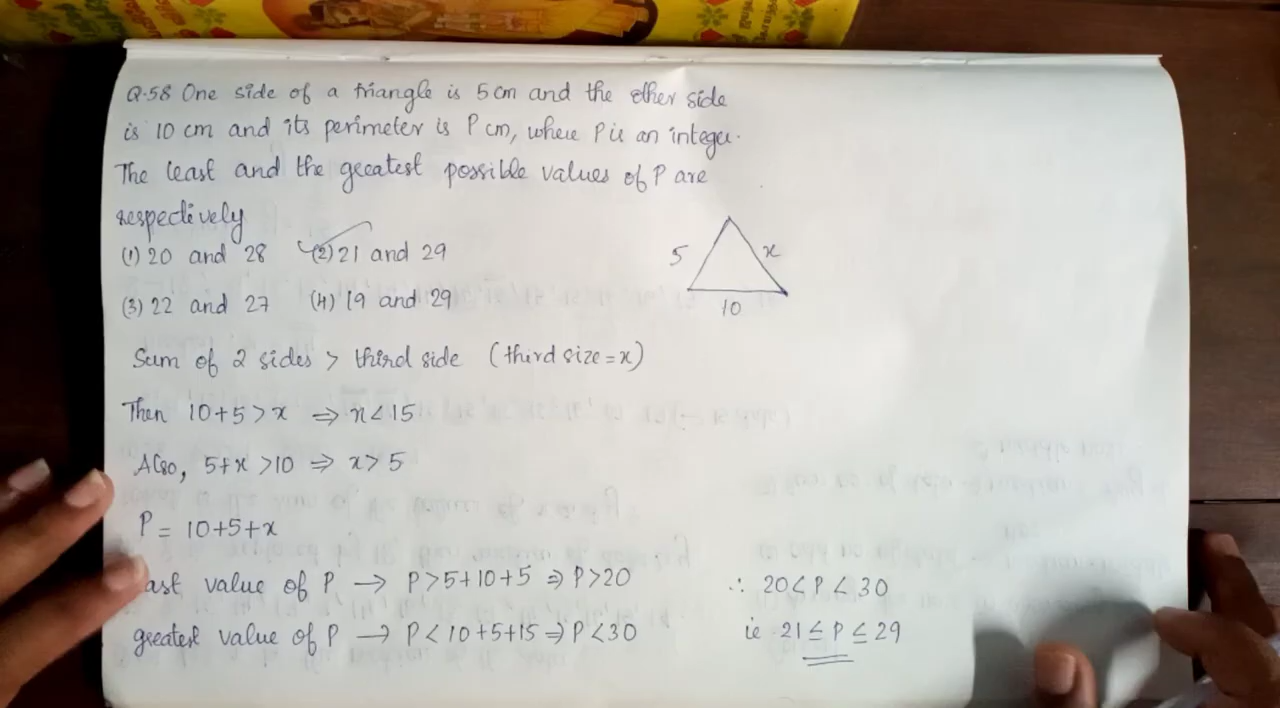 Q.58 One side of a triangle is 5cm and the other side
is 10 cm and its perimeter is P cm, where P is an integer.
The least and the greatest possible values of P are
respectively
(1) 20 and 28 (2) 21 and 29
(3) 22 and 27 (4) 19 and 29
5 x
10
Sum of 2 sides > third side (third size = x)
Then 10+5 > x ⇒ x < 15
Also, 5+x > 10 ⇒ x > 5
P = 10+5+x
ast value of P → P > 5+10+5 ⇒ P > 20
greatest value of P → P < 10+5+15 ⇒ P < 30
∴ 20 < P < 30
ie 21 ≤ P ≤ 29